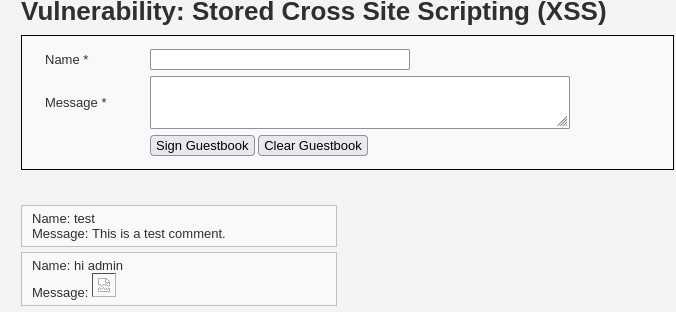 Vulnerability: Stored Cross Site Scripting (XSS)
Name *
Message *
Sign Guestbook Clear Guestbook
Name: test
Message: This is a test comment.
Name: hi admin
Message: